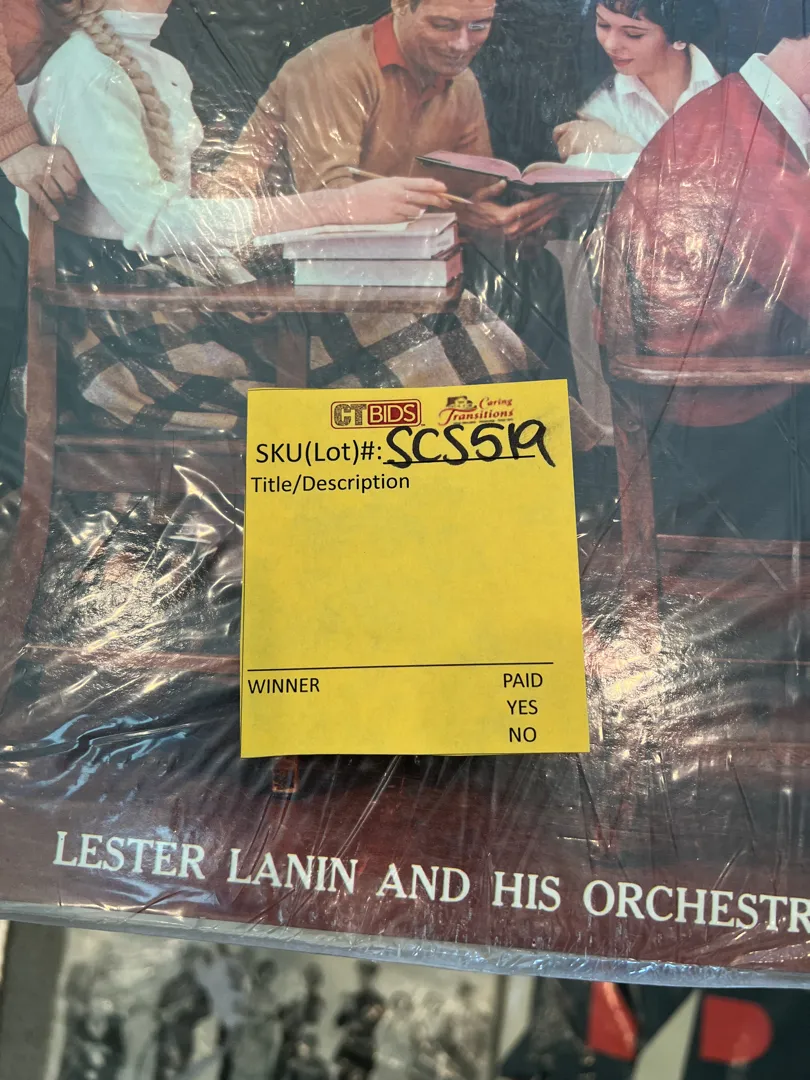 CTBIDS Caring Transitions
SKU(Lot)#: SCS519
Title/Description
WINNER PAID
YES
NO
LESTER LANIN AND HIS ORCHESTR